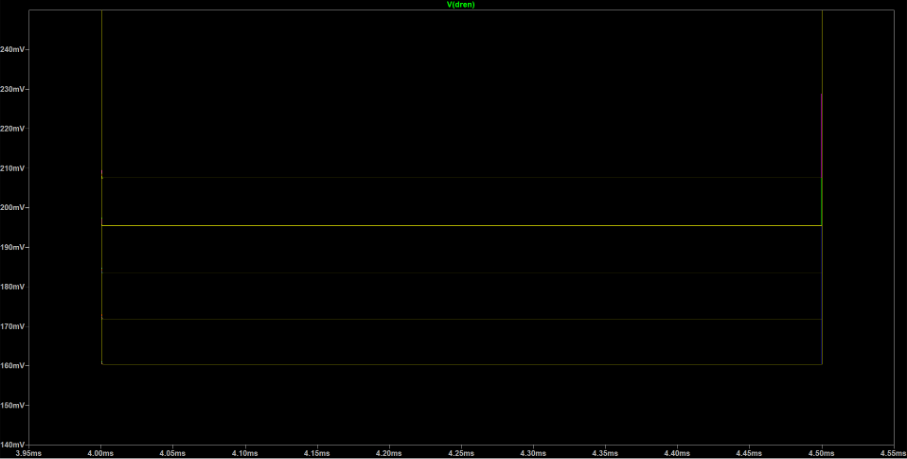 V(dren)
240mV
230mV
220mV
210mV
200mV
190mV
180mV
170mV
160mV
150mV
140mV
3.95ms 4.00ms 4.05ms 4.10ms 4.15ms 4.20ms 4.25ms 4.30ms 4.35ms 4.40ms 4.45ms 4.50ms 4.55ms